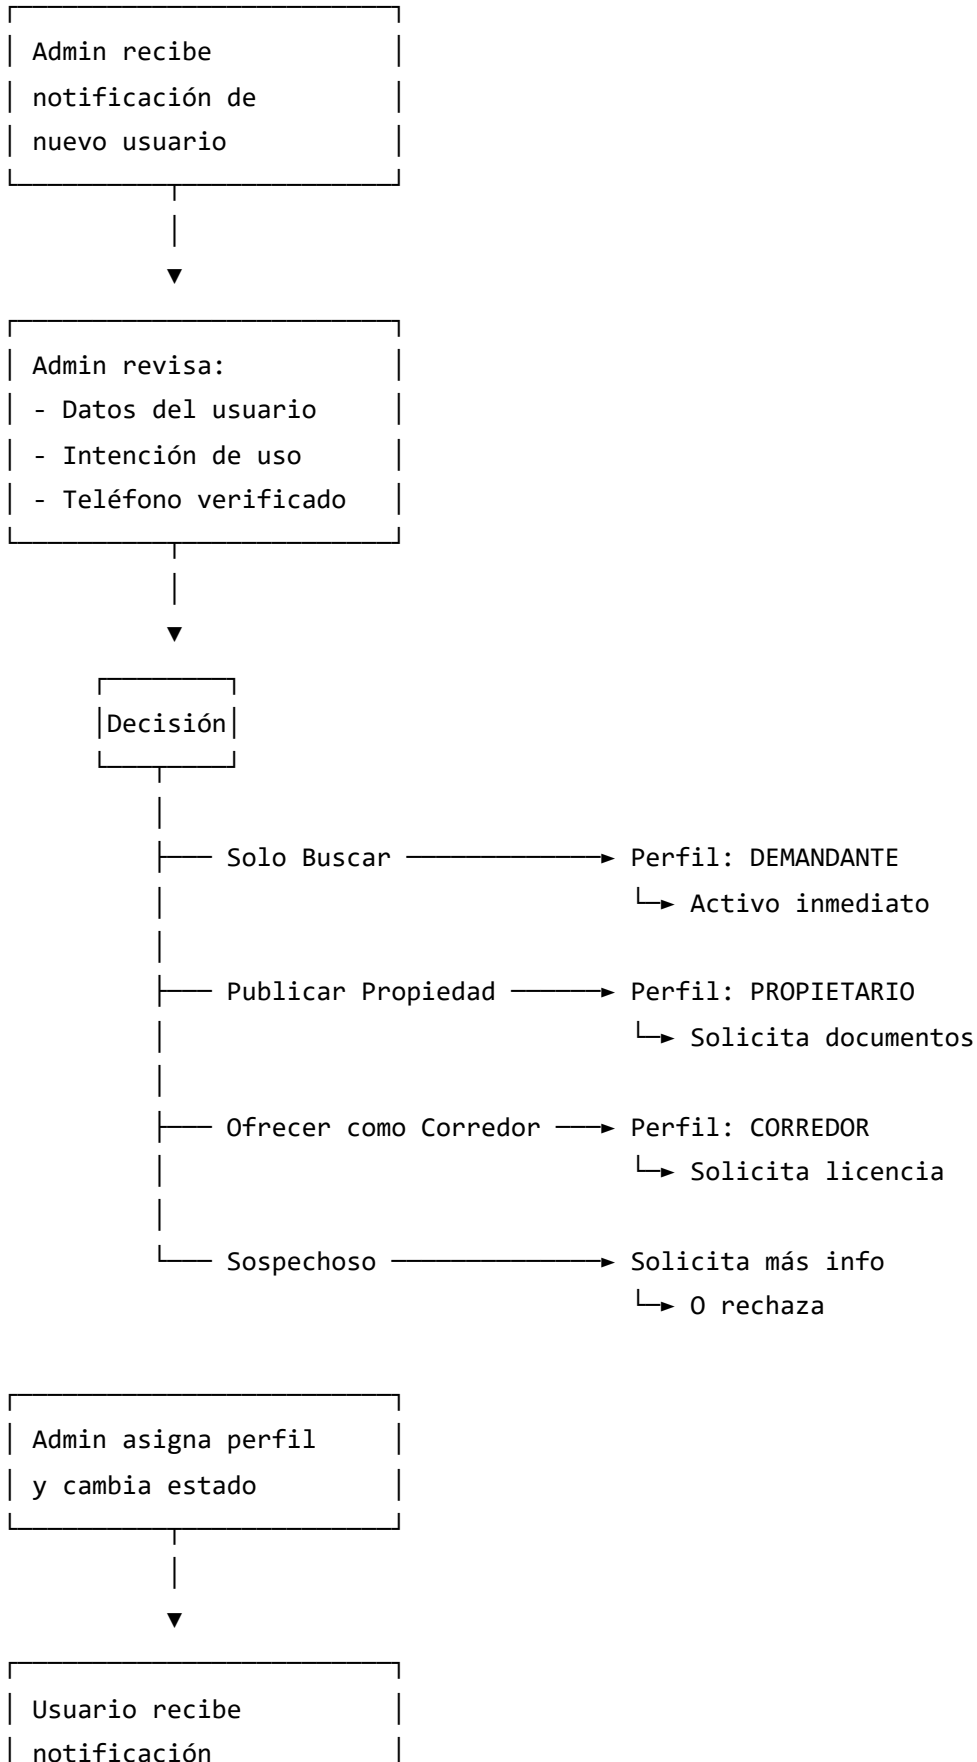 Admin recibe
notificación de
nuevo usuario
Admin revisa:
- Datos del usuario
- Intención de uso
- Teléfono verificado
Decisión
Solo Buscar Perfil: DEMANDANTE
Activo inmediato
Publicar Propiedad Perfil: PROPIETARIO
Solicita documentos
Ofrecer como Corredor Perfil: CORREDOR
Solicita licencia
Sospechoso Solicita más info
O rechaza
Admin asigna perfil
y cambia estado
Usuario recibe
notificación